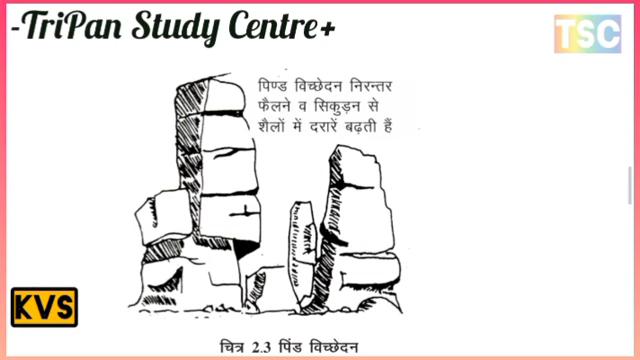 -TriPan Study Centre+
TSC
पिण्ड विच्छेदन निरन्तर
फैलने व सिकुड़न से
शैलों में दरारें बढ़ती हैं
KVS
चित्र 2.3 पिंड विच्छेदन